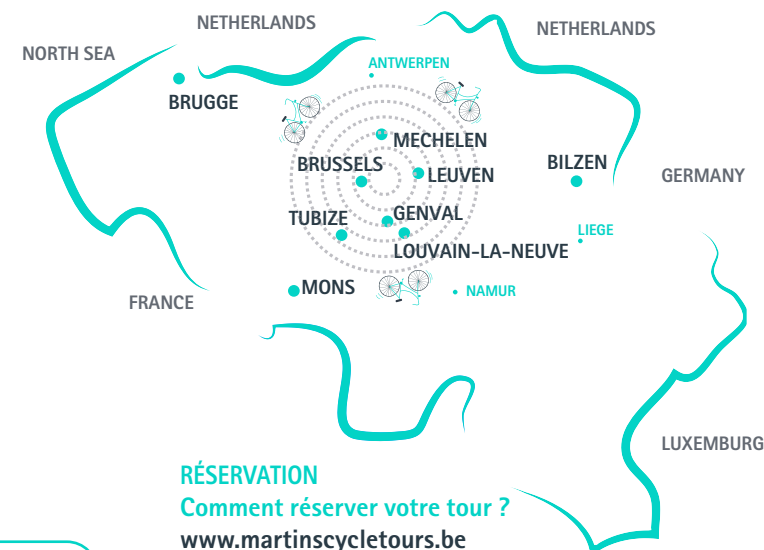 NETHERLANDS
NETHERLANDS
NORTH SEA
ANTWERPEN
BRUGGE
MECHELEN
BRUSSELS
LEUVEN
BILZEN
GERMANY
TUBIZE
GENVAL
LIEGE
LOUVAIN-LA-NEUVE
MONS
NAMUR
FRANCE
LUXEMBURG
RÉSERVATION
Comment réserver votre tour ?
www.martinscycletours.be